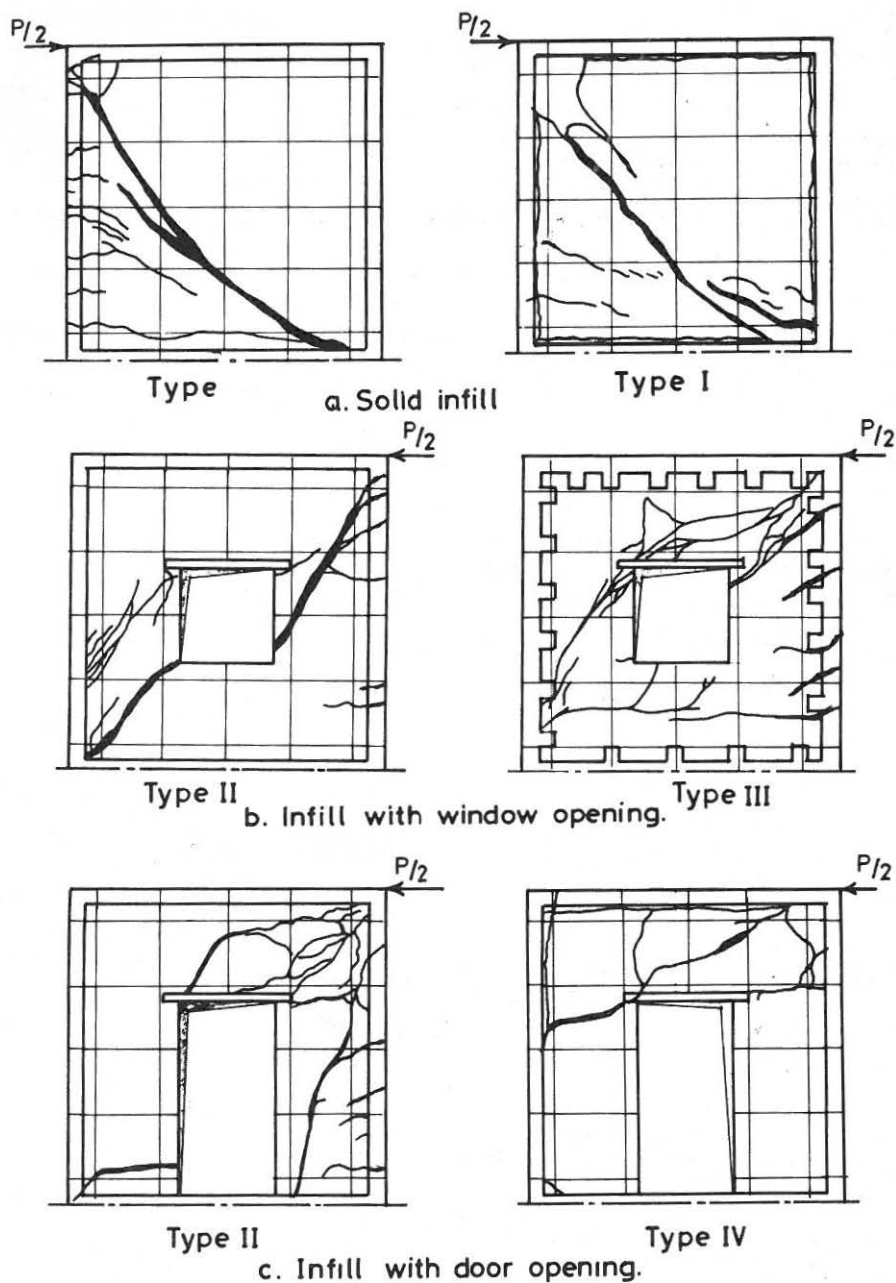 P/2 P/2
Type Type I
a. Solid infill
P/2 P/2
Type II Type III
b. Infill with window opening.
P/2 P/2
Type II Type IV
c. Infill with door opening.